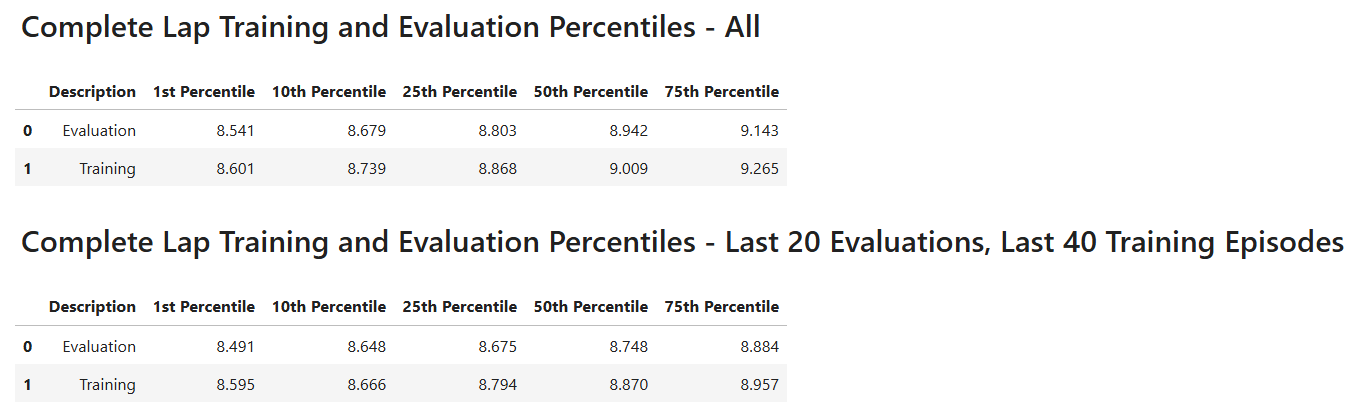 Complete Lap Training and Evaluation Percentiles - All
Description 1st Percentile 10th Percentile 25th Percentile 50th Percentile 75th Percentile
0 Evaluation 8.541 8.679 8.803 8.942 9.143
1 Training 8.601 8.739 8.868 9.009 9.265
Complete Lap Training and Evaluation Percentiles - Last 20 Evaluations, Last 40 Training Episodes
Description 1st Percentile 10th Percentile 25th Percentile 50th Percentile 75th Percentile
0 Evaluation 8.491 8.648 8.675 8.748 8.884
1 Training 8.595 8.666 8.794 8.870 8.957